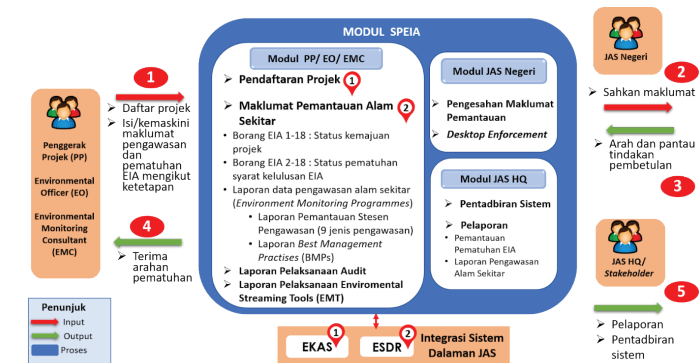 MODUL SPEIA
Modul PP/ EO/ EMC
Pendaftaran Projek 1
Maklumat Pemantauan Alam
Sekitar 2
Borang EIA 1-18 : Status kemajuan
projek
Borang EIA 2-18 : Status pematuhan
syarat kelulusan EIA
Laporan data pengawasan alam sekitar
(Environment Monitoring Programmes)
Laporan Pemantauan Stesen
Pengawasan (9 jenis pengawasan)
Laporan Best Management
Practises (BMPs)
Laporan Pelaksanaan Audit
Laporan Pelaksanaan Enviromental
Streaming Tools (EMT)
Modul JAS Negeri
Pengesahan Maklumat
Pemantauan
Desktop Enforcement
Modul JAS HQ
Pentadbiran Sistem
Pelaporan
Pemantauan
Pematuhan EIA
Laporan Pengawasan
Alam Sekitar
Penggerak
Projek (PP)
Environmental
Officer (EO)
Environmental
Monitoring
Consultant
(EMC)
1
Daftar projek
Isi/kemaskini
maklumat
pengawasan
dan
pematuhan
EIA mengikut
ketetapan
4
Terima
arahan
pematuhan
JAS Negeri
2
Sahkan maklumat
Arah dan pantau
tindakan
pembetulan
3
JAS HQ/
Stakeholder
5
Pelaporan
Pentadbiran
sistem
Penunjuk
Input
Output
Proses
EKAS 1
ESDR 2
Integrasi Sistem
Dalaman JAS